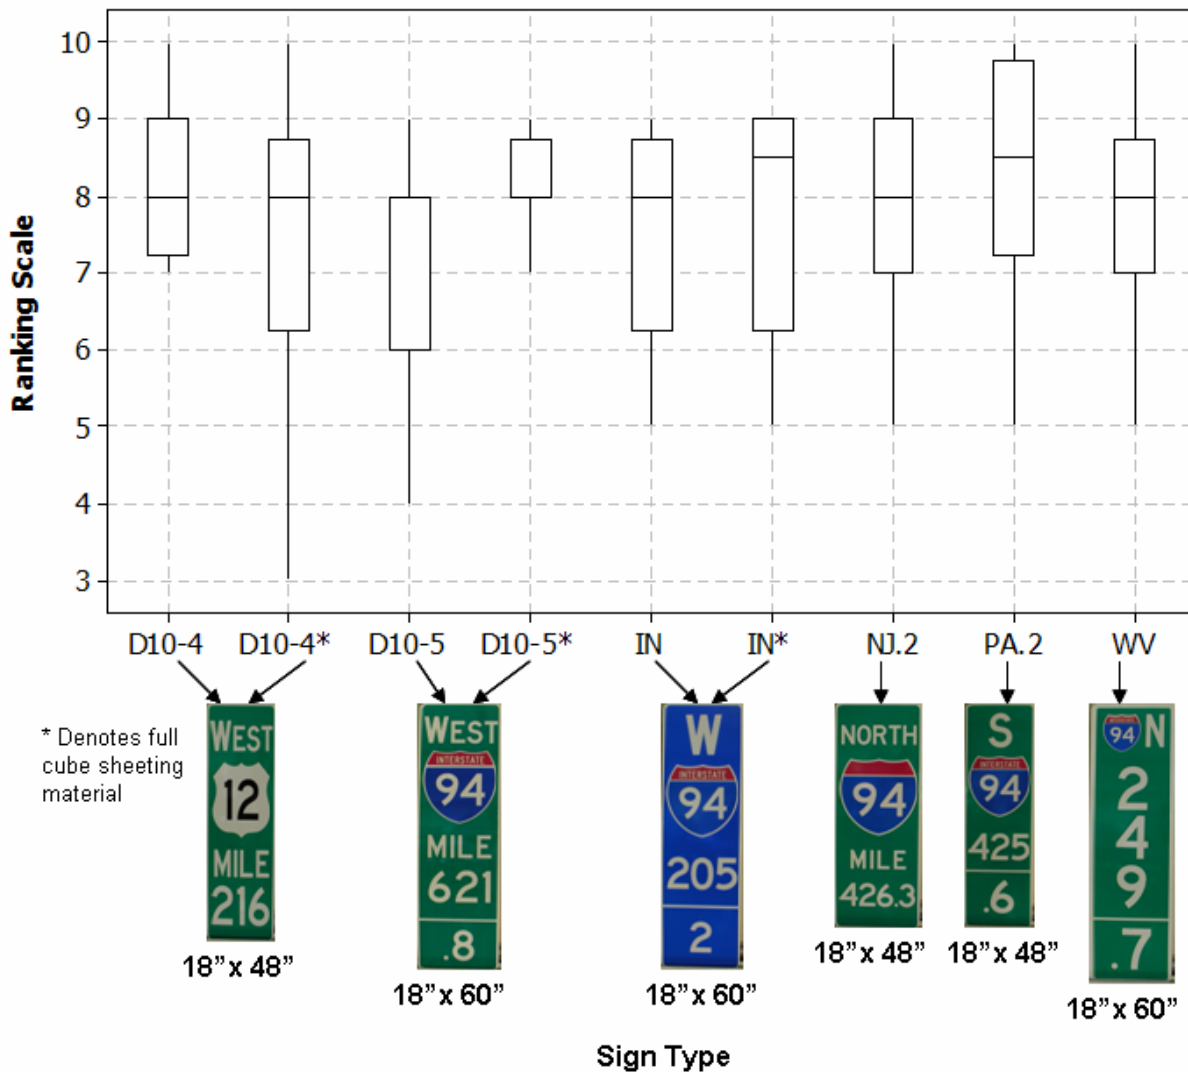 Ranking Scale
10
9
8
7
6
5
4
3
D10-4 D10-4* D10-5 D10-5* IN IN* NJ.2 PA.2 WV
* Denotes full
cube sheeting
material
WEST
12
MILE
216
18”x 48”
WEST
INTERSTATE
94
MILE
621
.8
18”x 60”
W
INTERSTATE
94
205
2
18”x 60”
NORTH
94
MILE
426.3
18”x 48”
S
INTERSTATE
94
425
.6
18”x 48”
94 N
2
4
9
.7
18”x 60”
Sign Type